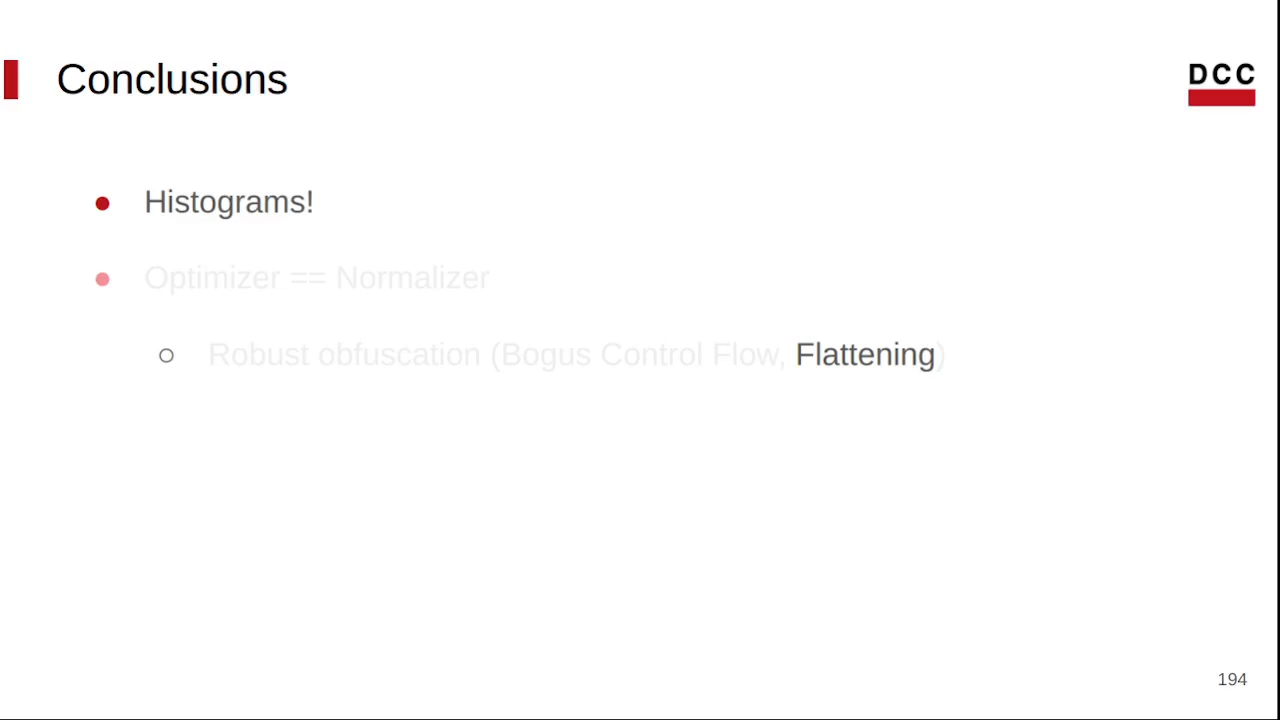 Conclusions
DCC
Histograms!
Optimizer == Normalizer
Robust obfuscation (Bogus Control Flow, Flattening)
194